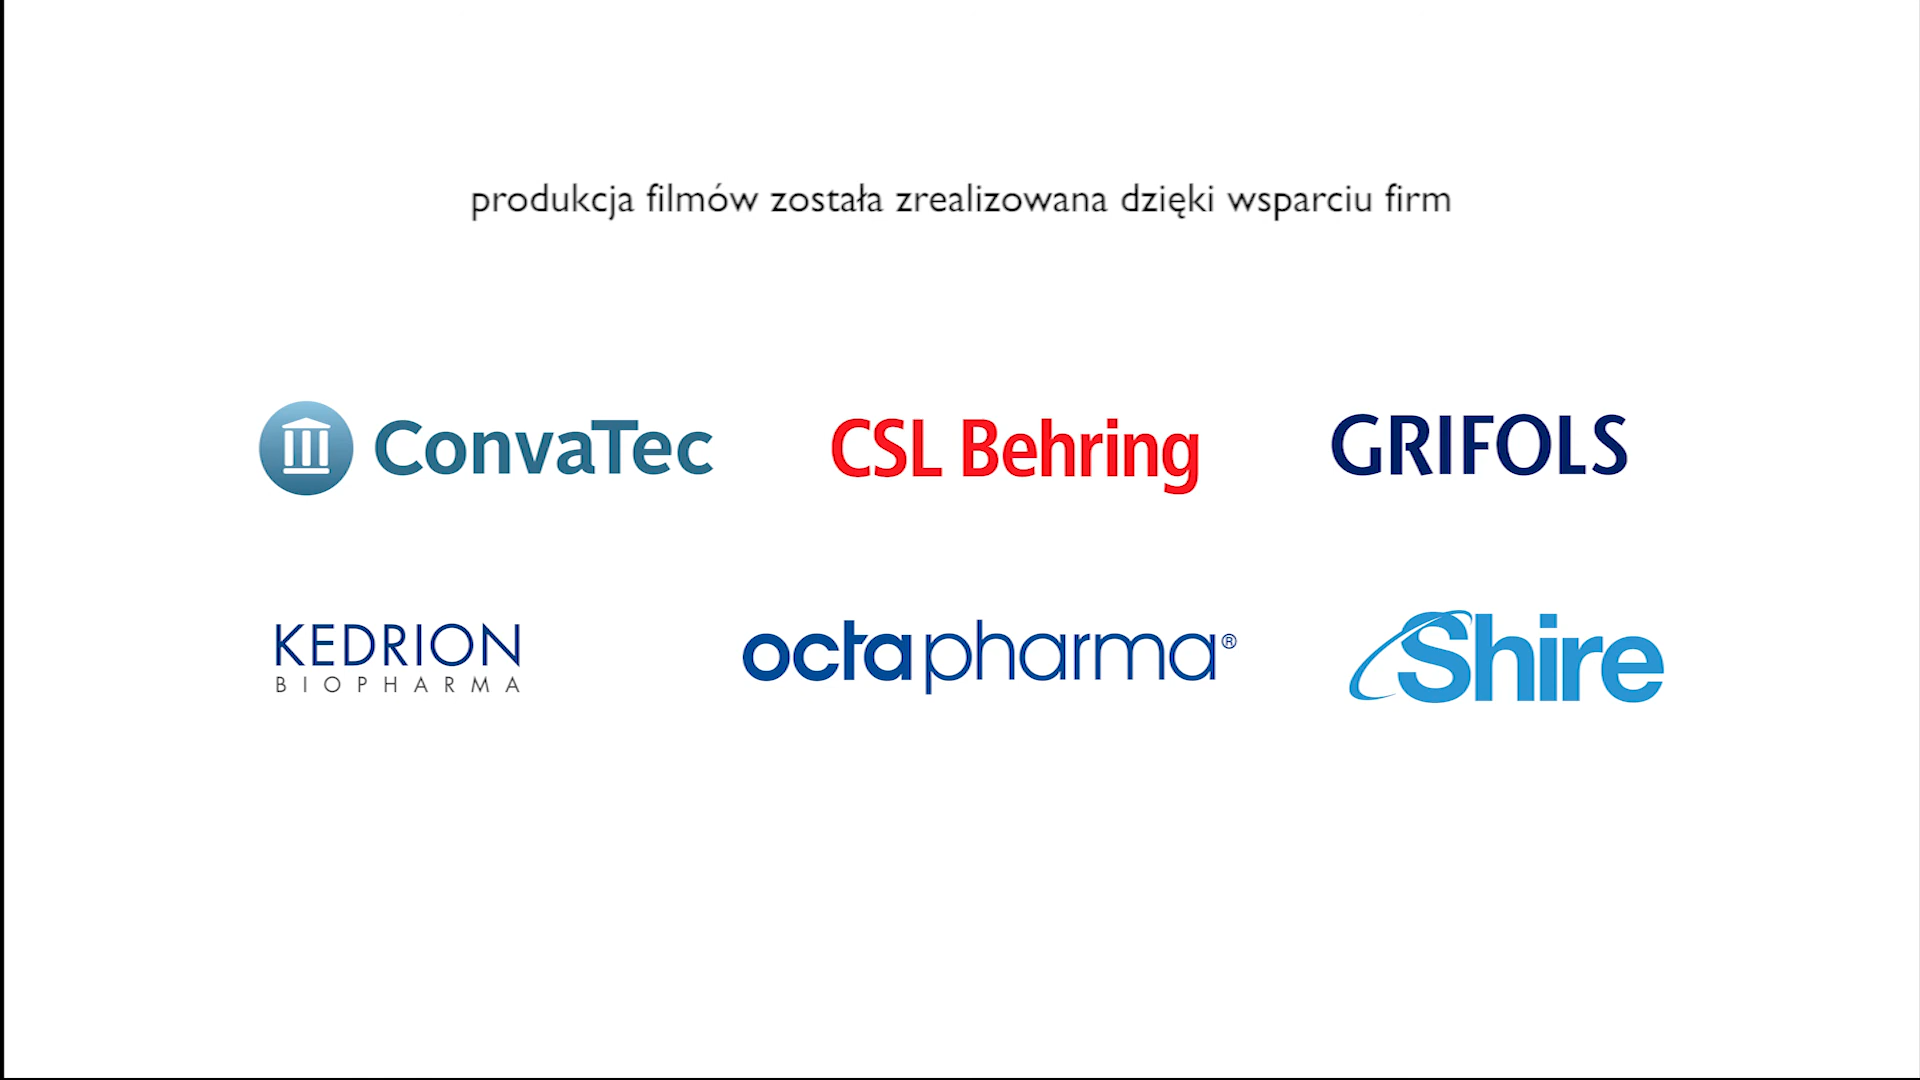 produkcja filmów została zrealizowana dzięki wsparciu firm
ConvaTec
CSL Behring
GRIFOLS
KEDRION
BIOPHARMA
octapharma®
Shire